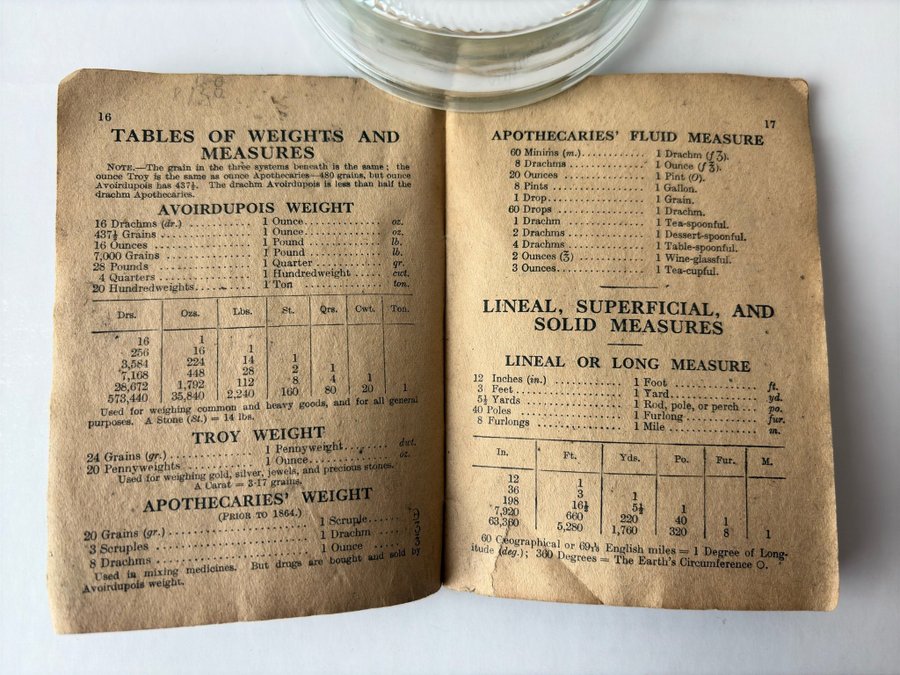 16
TABLES OF WEIGHTS AND
MEASURES
NOTE.—The grain in the three systems beneath is the same; the
ounce Troy is the same as ounce Apothecaries—480 grains, but ounce
Avoirdupois has 437½. The drachm Avoirdupois is less than half the
drachm Apothecaries.
AVOIRDUPOIS WEIGHT
16 Drachms (dr.) .......... 1 Ounce .......... oz.
437½ Grains .......... 1 Ounce .......... oz.
16 Ounces .......... 1 Pound .......... lb.
7,000 Grains .......... 1 Pound .......... lb.
28 Pounds .......... 1 Quarter .......... qr.
4 Quarters .......... 1 Hundredweight .......... cwt.
20 Hundredweights .......... 1 Ton .......... ton.
Drs. Ozs. Lbs. St. Qrs. Cwt. Ton.
16 1
256 16 1
3,584 224 14 1
7,168 448 28 2 1
28,672 1,792 112 8 4 1
573,440 35,840 2,240 160 80 20 1
Used for weighing common and heavy goods, and for all general
purposes. A Stone (St.) = 14 lbs.
TROY WEIGHT
24 Grains (gr.) .......... 1 Pennyweight .......... dwt.
20 Pennyweights .......... 1 Ounce .......... oz.
Used for weighing gold, silver, jewels, and precious stones.
A Carat = 3·17 grains.
APOTHECARIES' WEIGHT
(PRIOR TO 1864.)
20 Grains (gr.) .......... 1 Scruple ..........
3 Scruples .......... 1 Drachm ..........
8 Drachms .......... 1 Ounce ..........
Used in mixing medicines. But drugs are bought and sold by
Avoirdupois weight.
17
APOTHECARIES' FLUID MEASURE
60 Minims (m.) .......... 1 Drachm (f ʒ).
8 Drachms .......... 1 Ounce (f ℥).
20 Ounces .......... 1 Pint (O).
8 Pints .......... 1 Gallon.
1 Drop .......... 1 Grain.
60 Drops .......... 1 Drachm.
1 Drachm .......... 1 Tea-spoonful.
2 Drachms .......... 1 Dessert-spoonful.
4 Drachms .......... 1 Table-spoonful.
2 Ounces (℥) .......... 1 Wine-glassful.
3 Ounces .......... 1 Tea-cupful.
LINEAL, SUPERFICIAL, AND
SOLID MEASURES
LINEAL OR LONG MEASURE
12 Inches (in.) .......... 1 Foot .......... ft.
3 Feet .......... 1 Yard .......... yd.
5½ Yards .......... 1 Rod, pole, or perch ... po.
40 Poles .......... 1 Furlong .......... fur.
8 Furlongs .......... 1 Mile .......... m.
In. Ft. Yds. Po. Fur. M.
12 1
36 3 1
198 16½ 5½ 1
7,920 660 220 40 1
63,360 5,280 1,760 320 8 1
60 Geographical or English miles = 1 Degree of Long-
itude (deg.); 360 Degrees = The Earth's Circumference O.